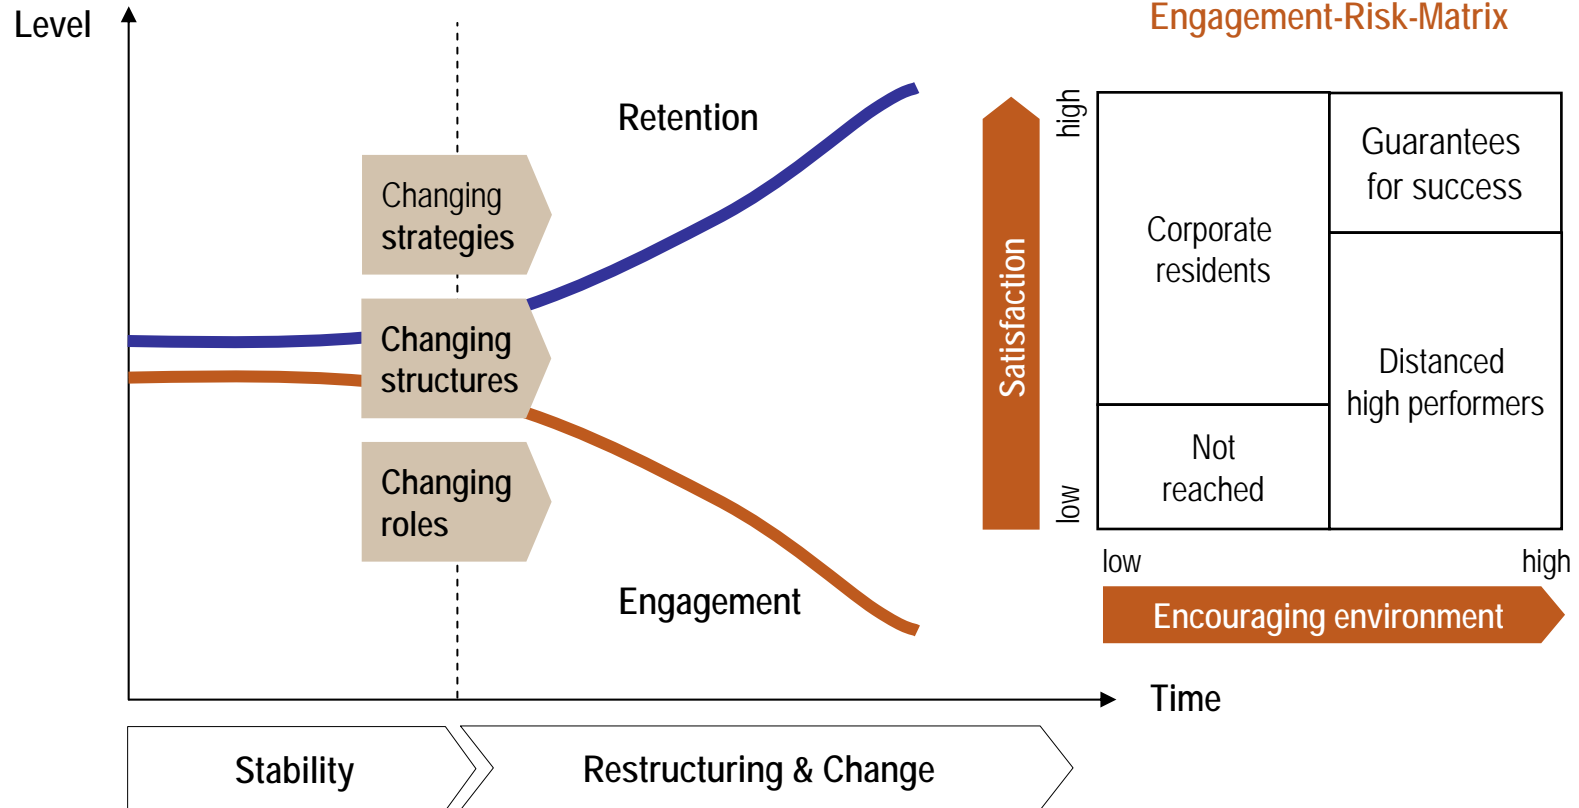 Level
Retention
Changing
strategies
Changing
structures
Changing
roles
Engagement
Time
Stability
Restructuring & Change
Engagement-Risk-Matrix
Satisfaction
high
low
Corporate
residents
Guarantees
for success
Not
reached
Distanced
high performers
low
high
Encouraging environment